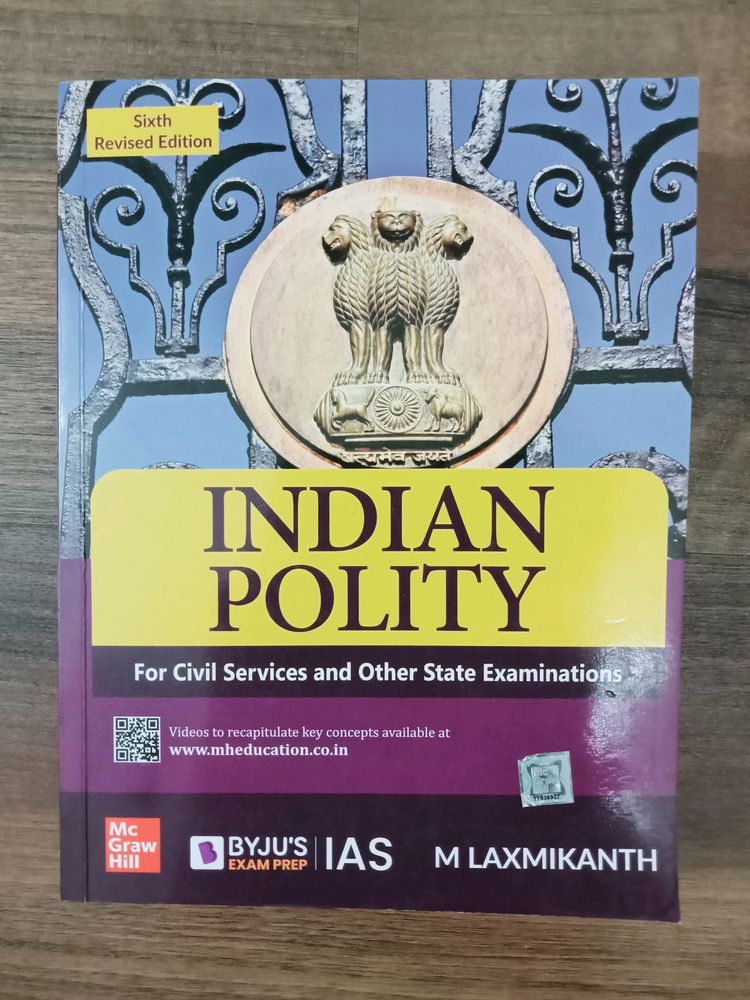 Sixth
Revised Edition
सत्यमेव जयते
INDIAN
POLITY
For Civil Services and Other State Examinations
Videos to recapitulate key concepts available at
www.mheducation.co.in
Mc
Graw
Hill
B BYJU'S
EXAM PREP
IAS
M LAXMIKANTH